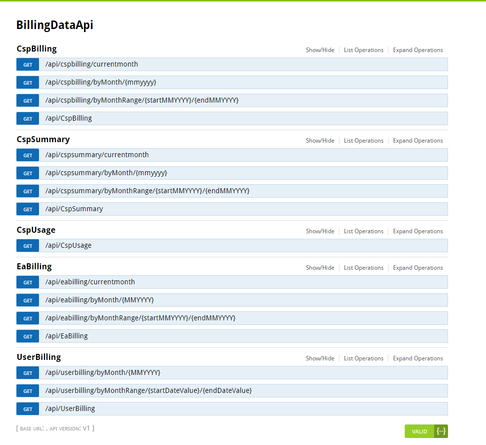 BillingDataApi
CspBilling Show/Hide List Operations Expand Operations
GET /api/cspbilling/currentmonth
GET /api/cspbilling/byMonth/{mmyyyy}
GET /api/cspbilling/byMonthRange/{startMMYYYY}/{endMMYYYY}
GET /api/CspBilling
CspSummary Show/Hide List Operations Expand Operations
GET /api/cspsummary/currentmonth
GET /api/cspsummary/byMonth/{mmyyyy}
GET /api/cspsummary/byMonthRange/{startMMYYYY}/{endMMYYYY}
GET /api/CspSummary
CspUsage Show/Hide List Operations Expand Operations
GET /api/CspUsage
EaBilling Show/Hide List Operations Expand Operations
GET /api/eabilling/currentmonth
GET /api/eabilling/byMonth/{MMYYYY}
GET /api/eabilling/byMonthRange/{startMMYYYY}/{endMMYYYY}
GET /api/EaBilling
UserBilling Show/Hide List Operations Expand Operations
GET /api/userbilling/byMonth/{MMYYYY}
GET /api/userbilling/byMonthRange/{startDateValue}/{endDateValue}
GET /api/UserBilling
[ BASE URL: , API VERSION: V1 ] VALID {-}